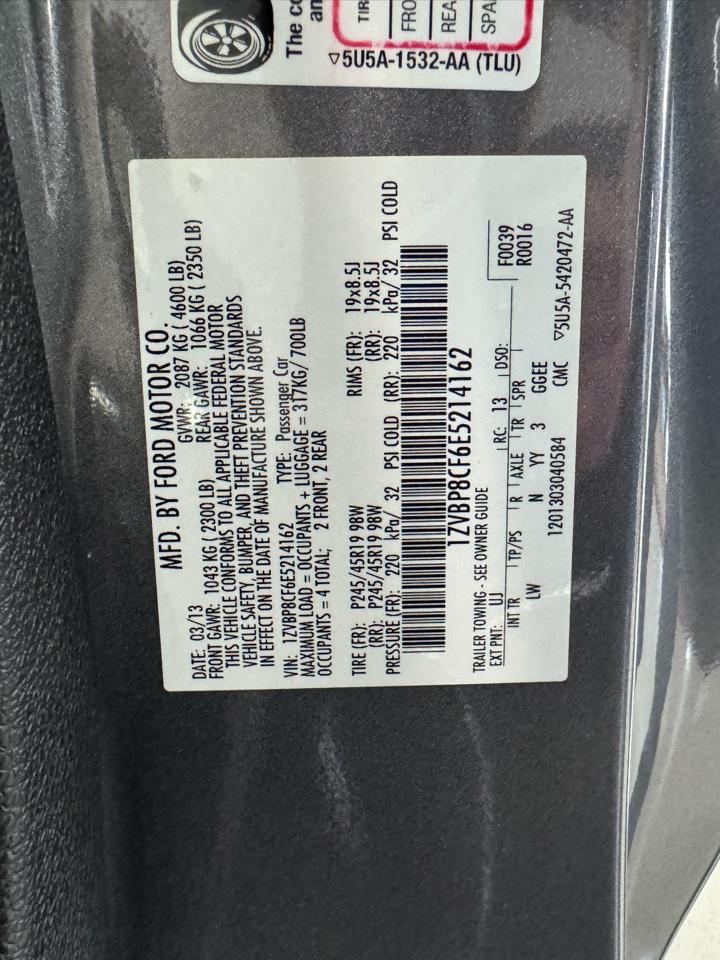 The co
an
TIR
FRO
REA
SPA
▽5U5A-1532-AA (TLU)
MFD. BY FORD MOTOR CO.
DATE: 03/13 GVWR: 2087 KG ( 4600 LB)
FRONT GAWR: 1043 KG ( 2300 LB) REAR GAWR: 1066 KG ( 2350 LB)
THIS VEHICLE CONFORMS TO ALL APPLICABLE FEDERAL MOTOR
VEHICLE SAFETY, BUMPER, AND THEFT PREVENTION STANDARDS
IN EFFECT ON THE DATE OF MANUFACTURE SHOWN ABOVE.
VIN: 1ZVBP8CF6E5214162 TYPE: Passenger Car
MAXIMUM LOAD = OCCUPANTS + LUGGAGE = 317KG/ 700LB
OCCUPANTS = 4 TOTAL; 2 FRONT, 2 REAR
TIRE (FR): P245/45R19 98W RIMS (FR): 19x8.5J
(RR): P245/45R19 98W (RR): 19x8.5J
PRESSURE (FR): 220 kPa/ 32 PSI COLD (RR): 220 kPa/ 32 PSI COLD
1ZVBP8CF6E5214162
TRAILER TOWING - SEE OWNER GUIDE F0039
EXT PNT: UJ RC: 13 DSO: R0016
INT TR TP/PS R AXLE TR SPR
LW N YY 3 GGEE
1201303040584 CMC ▽5U5A-5420472-AA